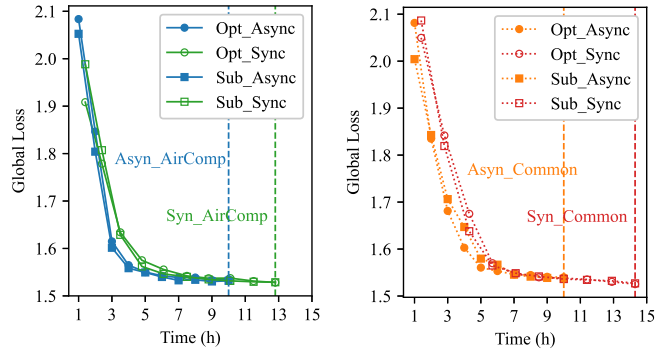 2.1
2.0
1.9
1.8
1.7
1.6
1.5
Global Loss
Opt_Async
Opt_Sync
Sub_Async
Sub_Sync
Asyn_AirComp
Syn_AirComp
1 3 5 7 9 11 13 15
Time (h)
2.1
2.0
1.9
1.8
1.7
1.6
1.5
Global Loss
Opt_Async
Opt_Sync
Sub_Async
Sub_Sync
Asyn_Common
Syn_Common
1 3 5 7 9 11 13 15
Time (h)